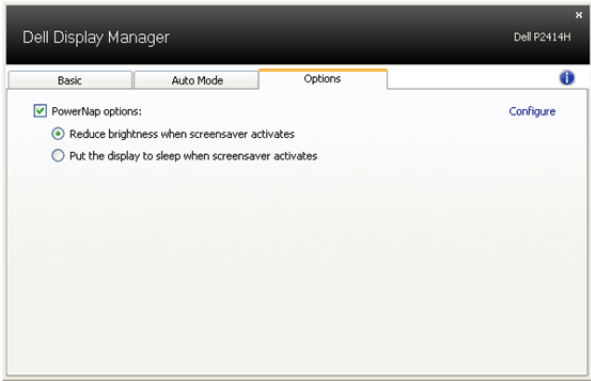 Dell Display Manager
Dell P2414H
Basic
Auto Mode
Options
PowerNap options:
Configure
Reduce brightness when screensaver activates
Put the display to sleep when screensaver activates